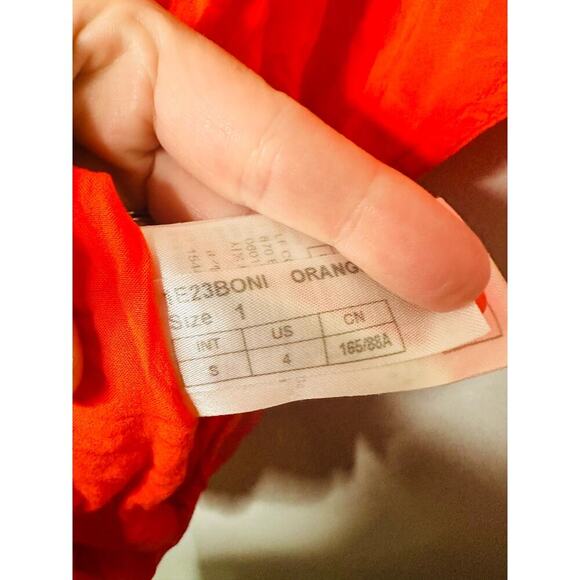 E23BONI ORANG
Size 1
INT US CN
S 4 165/88A